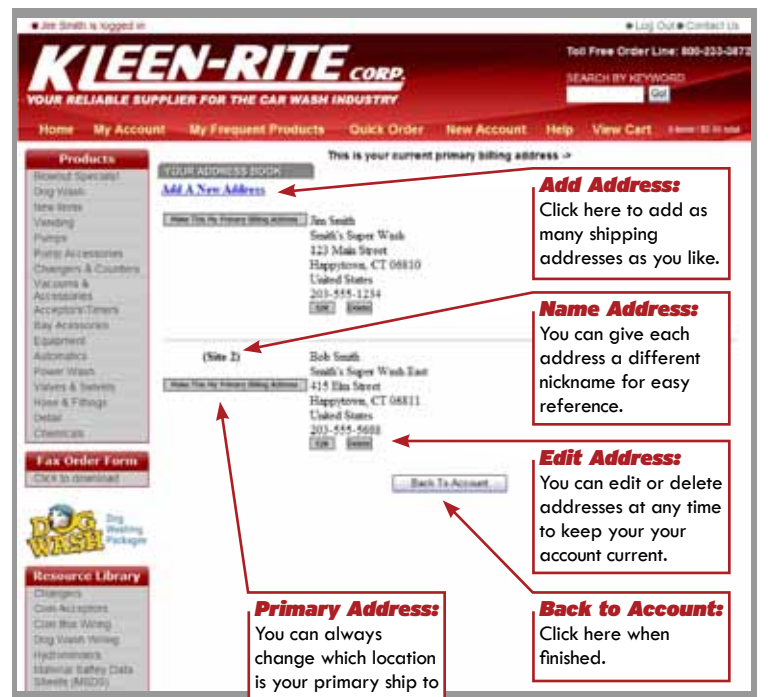 Jim Smith is logged in
Log Out Contact Us
KLEEN-RITE CORP.
YOUR RELIABLE SUPPLIER FOR THE CAR WASH INDUSTRY
Toll Free Order Line: 800-233-3873
SEARCH BY KEYWORD
Go!
Home My Account My Frequent Products Quick Order New Account Help View Cart
Products
Blowout Specials!
Dog Wash
New Items
Vending
Pumps
Pump Accessories
Changers & Counters
Vacuums &
Accessories
Acceptors/Timers
Bay Accessories
Equipment
Automatics
Power Wash
Valves & Swivels
Hose & Fittings
Detail
Chemicals
Fax Order Form
Click to download
DOG WASH
Dog
Washing
Packages
Resource Library
Changers
Coin Acceptors
Coin Box Wiring
Dog Wash Wiring
Hydrominders
Material Saftey Data
Sheets (MSDS)
This is your current primary billing address ->
YOUR ADDRESS BOOK
Add A New Address
Make This My Primary Billing Address
Jim Smith
Smith's Super Wash
123 Main Street
Happytown, CT 06810
United States
203-555-1234
Edit Delete
(Site 2)
Make This My Primary Billing Address
Bob Smith
Smith's Super Wash East
415 Elm Street
Happytown, CT 06811
United States
203-555-5688
Edit Delete
Back To Account
Add Address:
Click here to add as
many shipping
addresses as you like.
Name Address:
You can give each
address a different
nickname for easy
reference.
Edit Address:
You can edit or delete
addresses at any time
to keep your your
account current.
Primary Address:
You can always
change which location
is your primary ship to
Back to Account:
Click here when
finished.